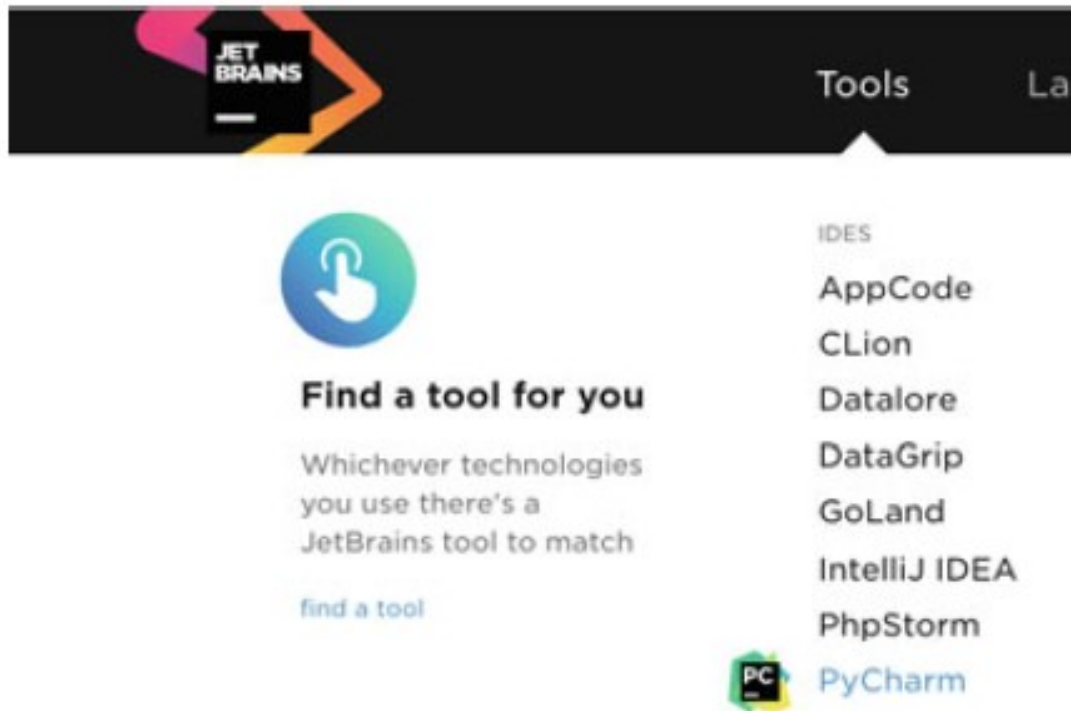 JET
BRAINS
Tools
La
Find a tool for you
Whichever technologies
you use there's a
JetBrains tool to match
find a tool
IDES
AppCode
CLion
Datalore
DataGrip
GoLand
IntelliJ IDEA
PhpStorm
PC
PyCharm